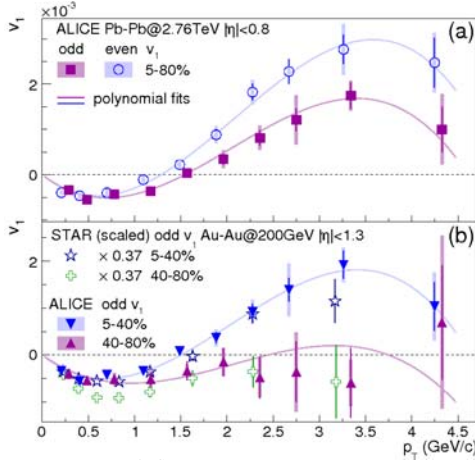 ×10⁻³
v₁
ALICE Pb-Pb@2.76TeV |η|<0.8
(a)
odd even v₁
5-80%
polynomial fits
2
0
v₁
STAR (scaled) odd v₁ Au-Au@200GeV |η|<1.3
(b)
× 0.37 5-40%
× 0.37 40-80%
ALICE odd v₁
5-40%
40-80%
2
0
0 0.5 1 1.5 2 2.5 3 3.5 4 4.5
p_T (GeV/c)